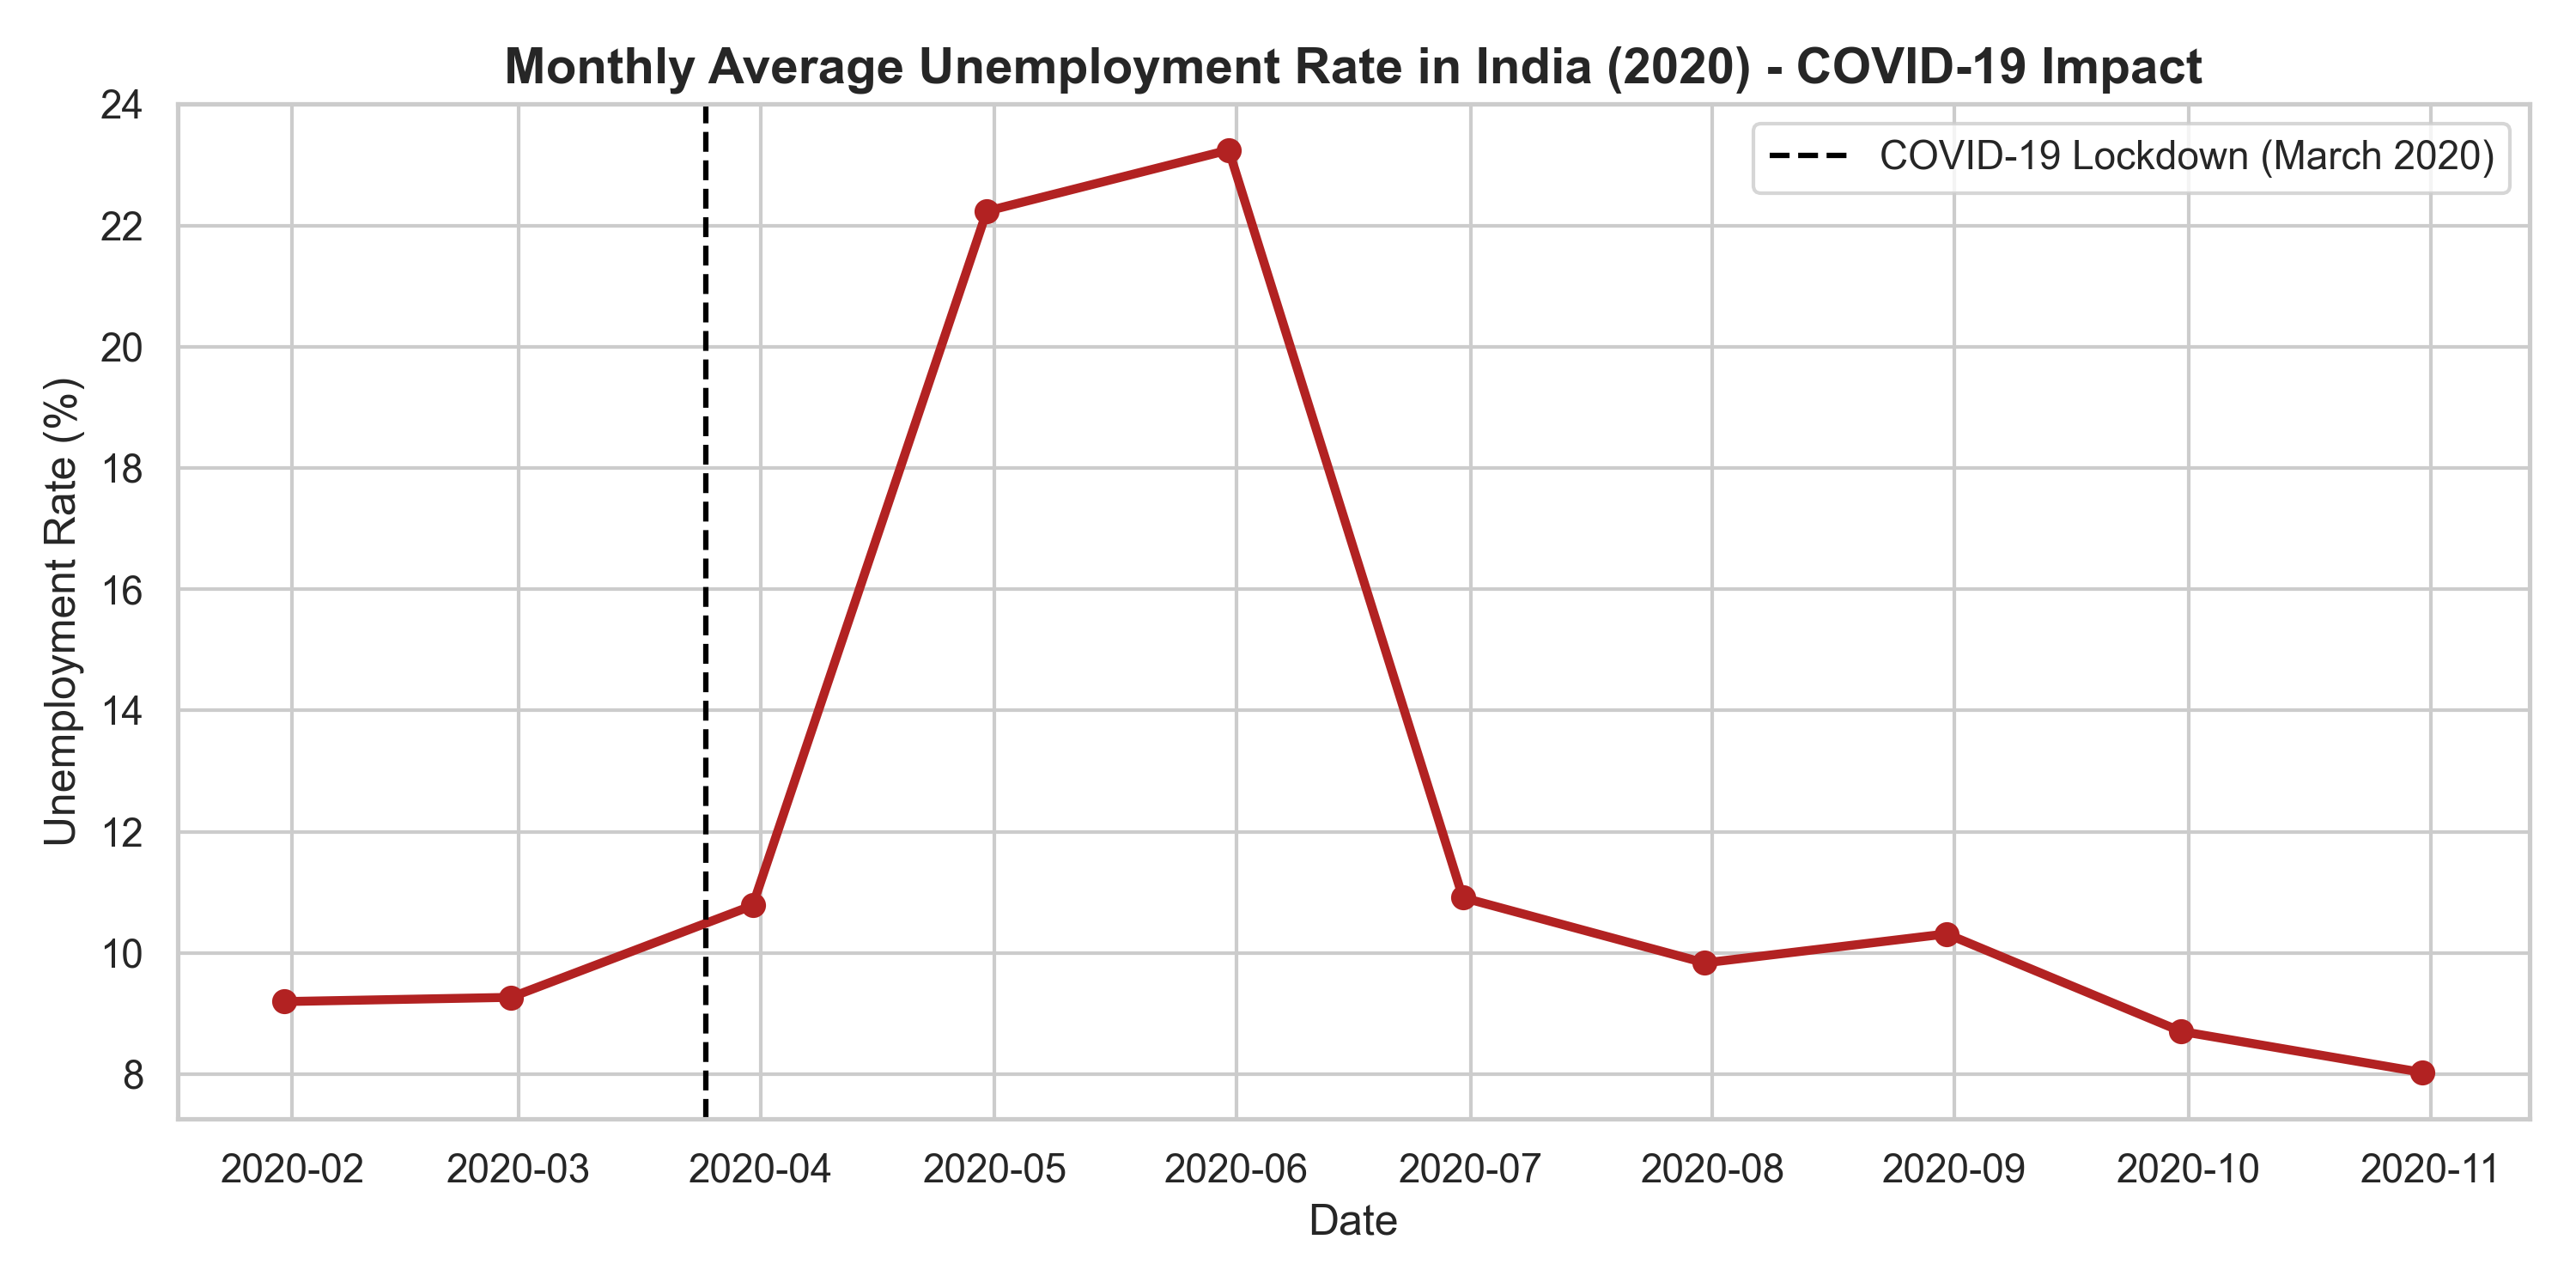 Monthly Average Unemployment Rate in India (2020) - COVID-19 Impact
COVID-19 Lockdown (March 2020)
Unemployment Rate (%)
24
22
20
18
16
14
12
10
8
2020-02 2020-03 2020-04 2020-05 2020-06 2020-07 2020-08 2020-09 2020-10 2020-11
Date